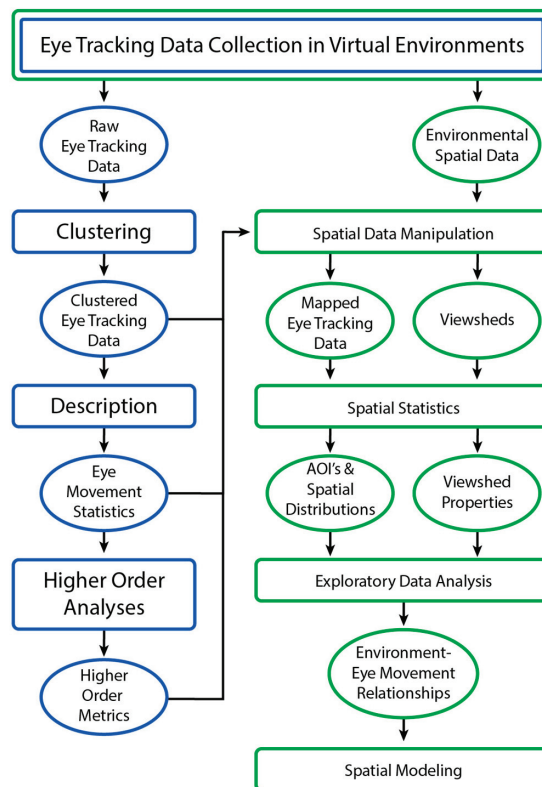 Eye Tracking Data Collection in Virtual Environments
Raw
Eye Tracking
Data
Environmental
Spatial Data
Clustering
Spatial Data Manipulation
Clustered
Eye Tracking
Data
Mapped
Eye Tracking
Data
Viewsheds
Description
Spatial Statistics
Eye
Movement
Statistics
AOI's &
Spatial
Distributions
Viewshed
Properties
Higher Order
Analyses
Exploratory Data Analysis
Higher
Order
Metrics
Environment-
Eye Movement
Relationships
Spatial Modeling